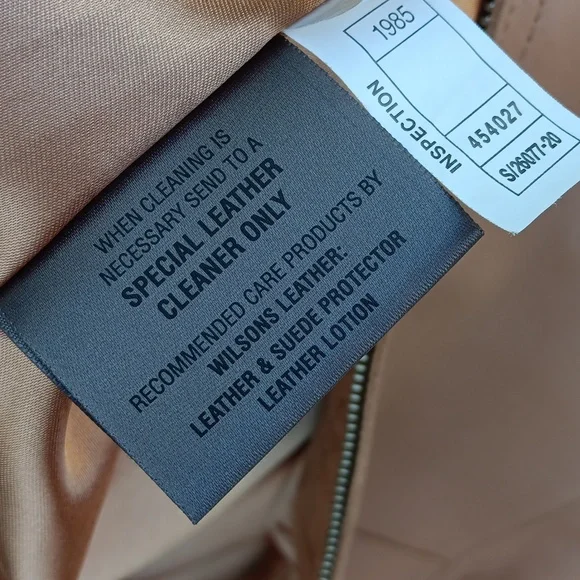 WHEN CLEANING IS
NECESSARY SEND TO A
SPECIAL LEATHER
CLEANER ONLY
RECOMMENDED CARE PRODUCTS BY
WILSONS LEATHER:
LEATHER & SUEDE PROTECTOR
LEATHER LOTION
1985
INSPECTION
454027
S/26077-20